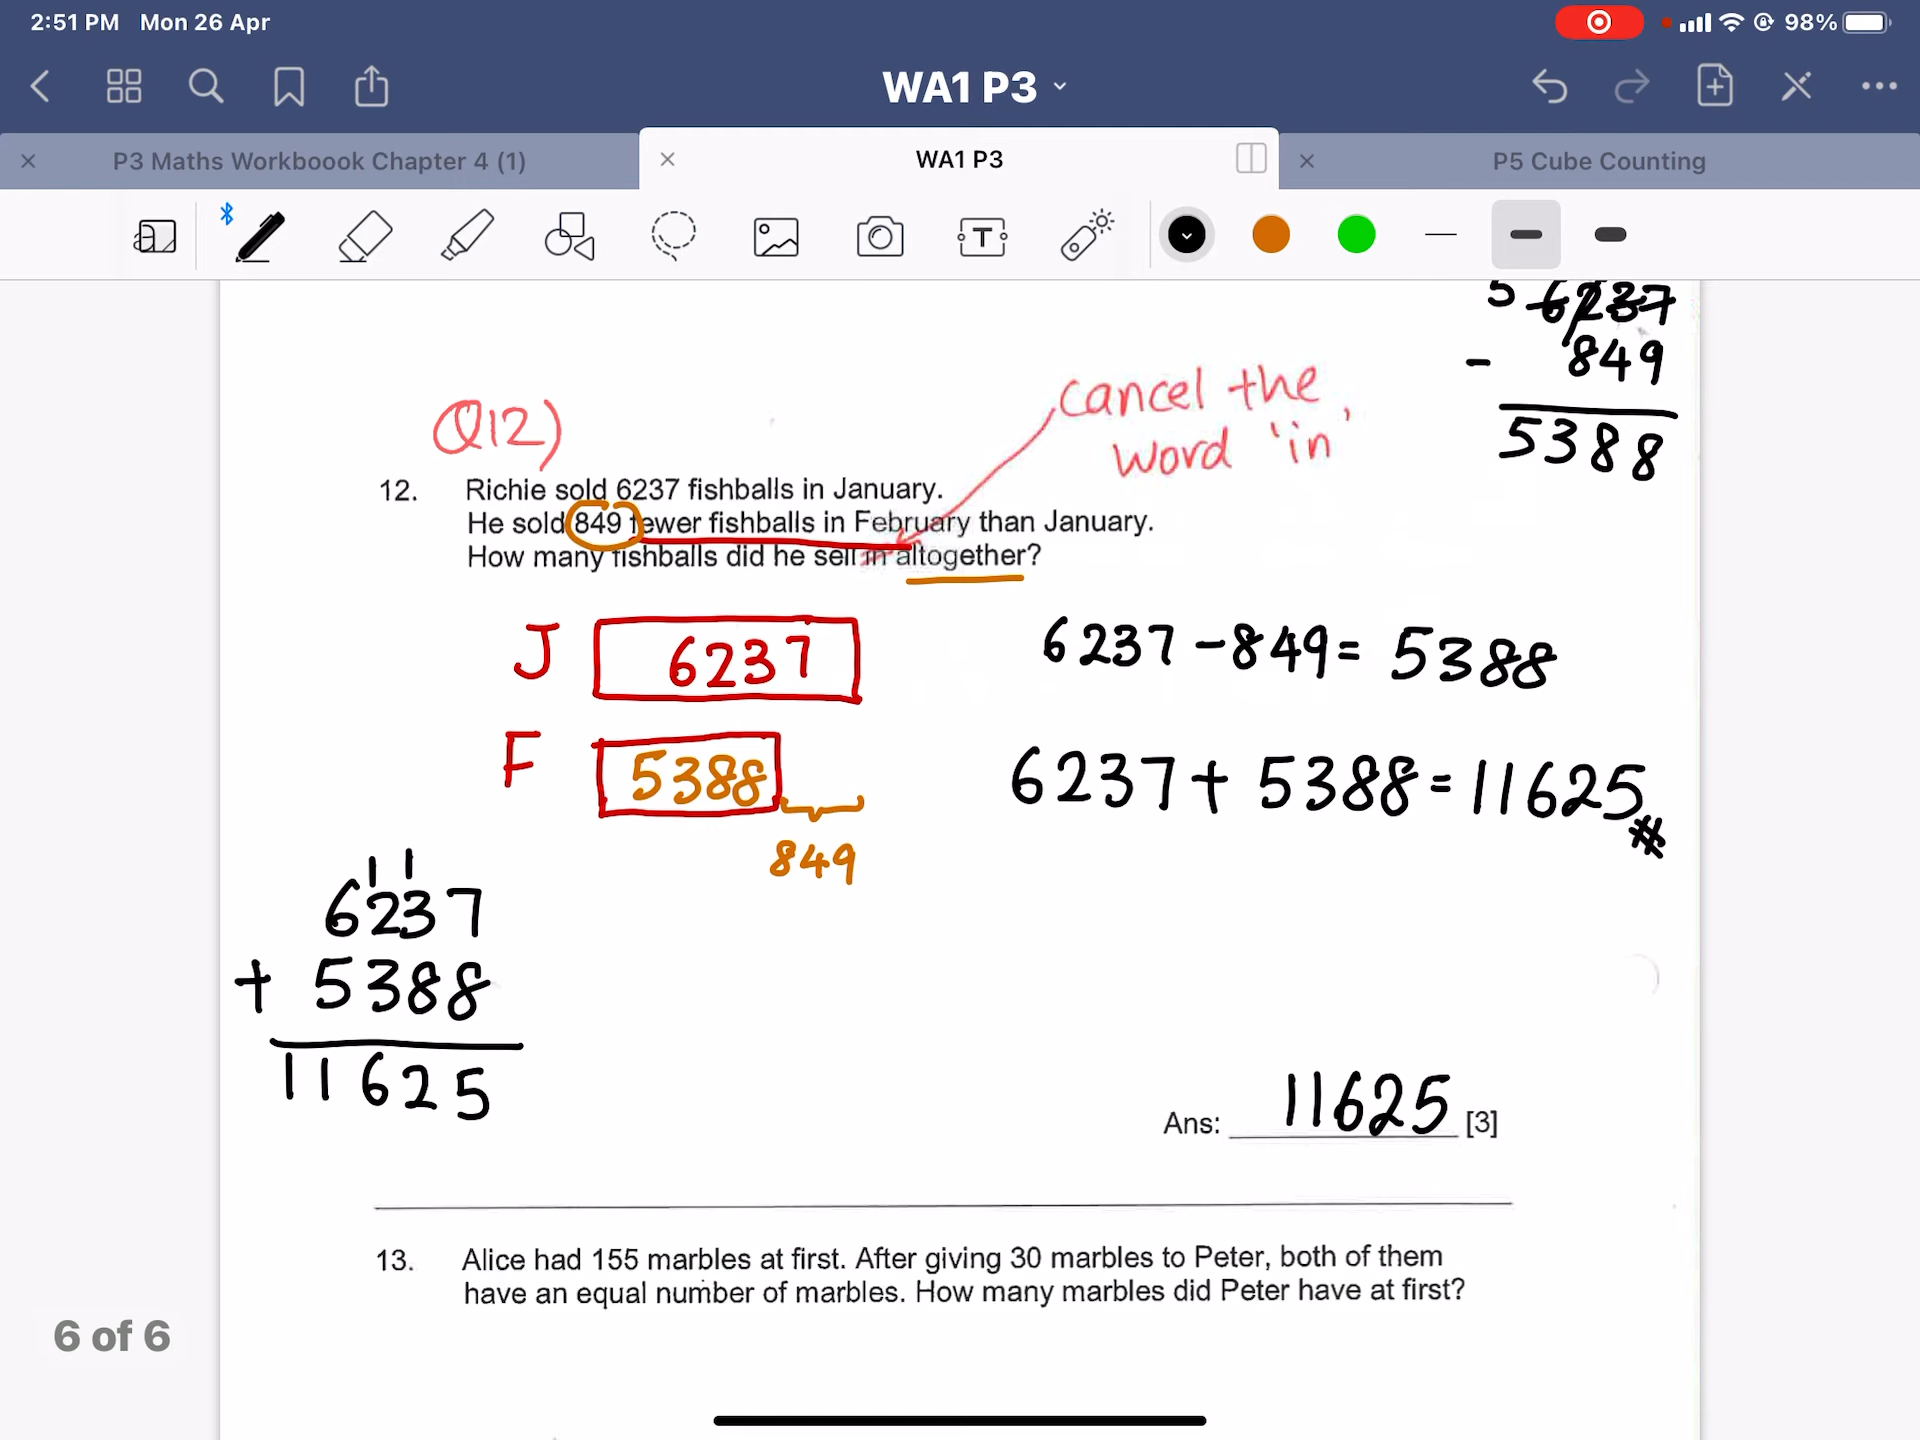 2:51 PM Mon 26 Apr
98%
WA1 P3
P3 Maths Workboook Chapter 4 (1)
WA1 P3
P5 Cube Counting
5 6237
- 849
5388
cancel the
word 'in'
Q12)
12. Richie sold 6237 fishballs in January.
He sold 849 fewer fishballs in February than January.
How many fishballs did he sell in altogether?
J 6237
6237 - 849 = 5388
F 5388
849
6237 + 5388 = 11625
1 1
6237
+ 5388
11625
Ans: 11625 [3]
13. Alice had 155 marbles at first. After giving 30 marbles to Peter, both of them
have an equal number of marbles. How many marbles did Peter have at first?
6 of 6